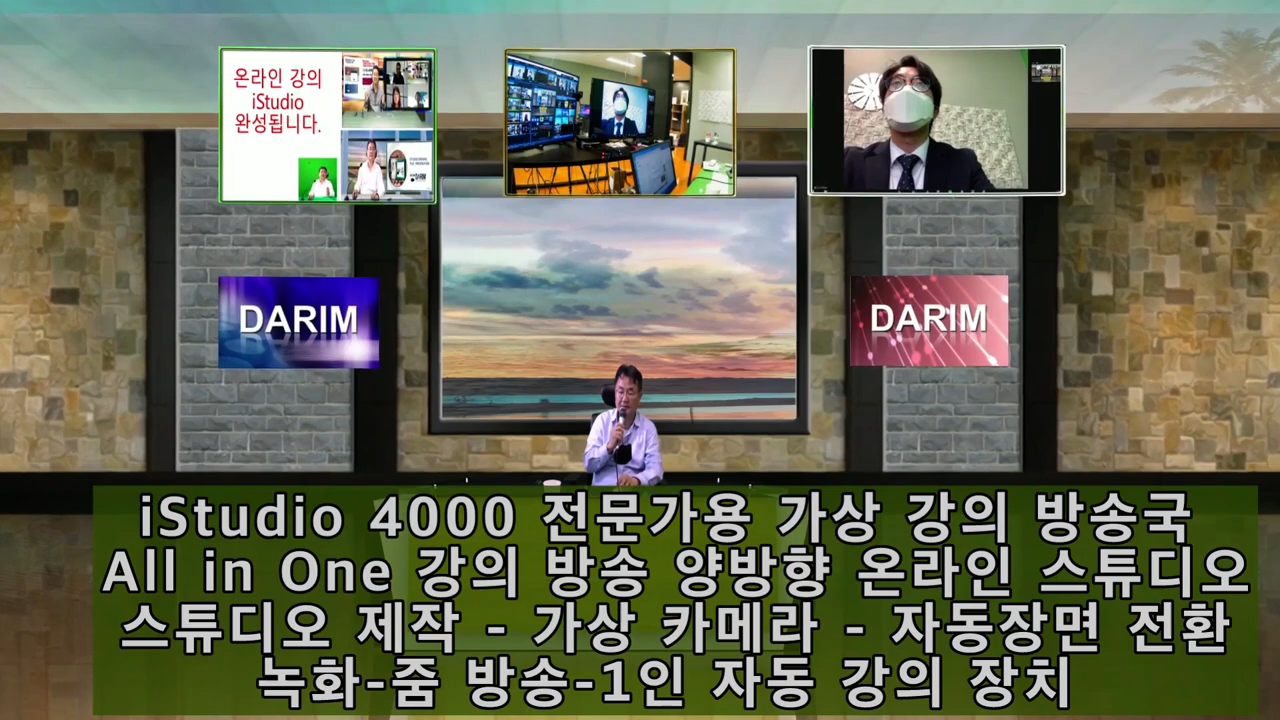 온라인 강의
iStudio
완성됩니다.
DARIM
DARIM
iStudio 4000 전문가용 가상 강의 방송국
All in One 강의 방송 양방향 온라인 스튜디오
스튜디오 제작 - 가상 카메라 - 자동장면 전환
녹화-줌 방송-1인 자동 강의 장치